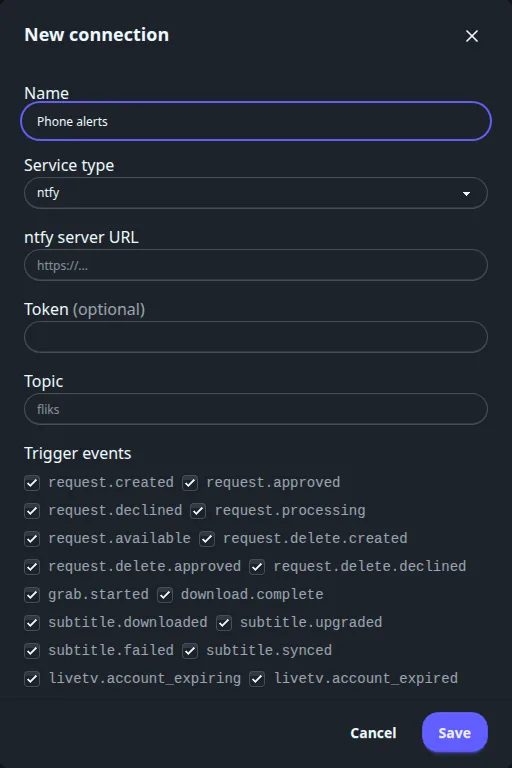 New connection
Name
Phone alerts
Service type
ntfy
ntfy server URL
https://...
Token (optional)
Topic
fliks
Trigger events
request.created request.approved
request.declined request.processing
request.available request.delete.created
request.delete.approved request.delete.declined
grab.started download.complete
subtitle.downloaded subtitle.upgraded
subtitle.failed subtitle.synced
livetv.account_expiring livetv.account_expired
Cancel Save